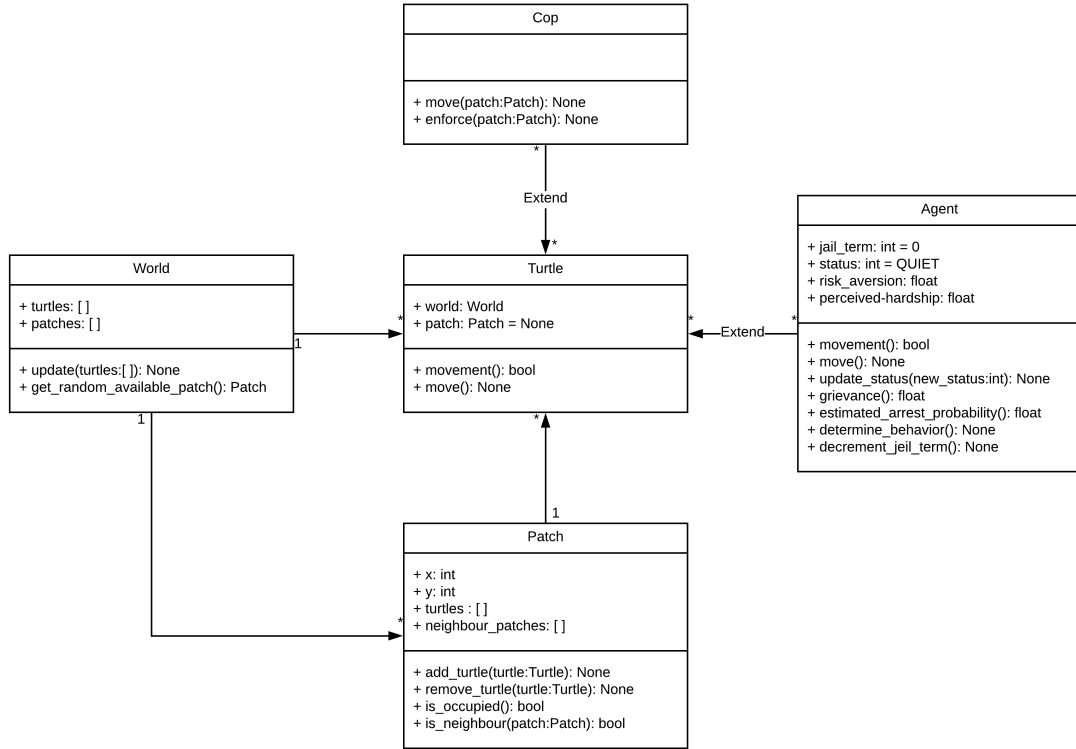 Cop
+ move(patch:Patch): None
+ enforce(patch:Patch): None
*
Extend
*
World
+ turtles: [ ]
+ patches: [ ]
+ update(turtles:[ ]): None
+ get_random_available_patch(): Patch
1
*
1
*
Turtle
+ world: World
+ patch: Patch = None
+ movement(): bool
+ move(): None
*
Extend
*
Agent
+ jail_term: int = 0
+ status: int = QUIET
+ risk_aversion: float
+ perceived-hardship: float
+ movement(): bool
+ move(): None
+ update_status(new_status:int): None
+ grievance(): float
+ estimated_arrest_probability(): float
+ determine_behavior(): None
+ decrement_jeil_term(): None
*
1
Patch
+ x: int
+ y: int
+ turtles : [ ]
+ neighbour_patches: [ ]
+ add_turtle(turtle:Turtle): None
+ remove_turtle(turtle:Turtle): None
+ is_occupied(): bool
+ is_neighbour(patch:Patch): bool